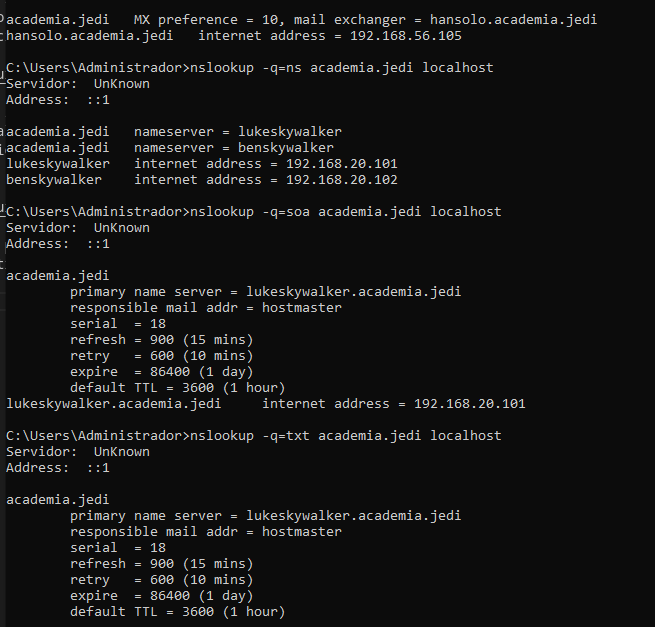 academia.jedi   MX preference = 10, mail exchanger = hansolo.academia.jedi
hansolo.academia.jedi   internet address = 192.168.56.105
C:\Users\Administrador>nslookup -q=ns academia.jedi localhost
Servidor:  UnKnown
Address:  ::1
academia.jedi   nameserver = lukeskywalker
academia.jedi   nameserver = benskywalker
lukeskywalker   internet address = 192.168.20.101
benskywalker    internet address = 192.168.20.102
C:\Users\Administrador>nslookup -q=soa academia.jedi localhost
Servidor:  UnKnown
Address:  ::1
academia.jedi
        primary name server = lukeskywalker.academia.jedi
        responsible mail addr = hostmaster
        serial  = 18
        refresh = 900 (15 mins)
        retry   = 600 (10 mins)
        expire  = 86400 (1 day)
        default TTL = 3600 (1 hour)
lukeskywalker.academia.jedi     internet address = 192.168.20.101
C:\Users\Administrador>nslookup -q=txt academia.jedi localhost
Servidor:  UnKnown
Address:  ::1
academia.jedi
        primary name server = lukeskywalker.academia.jedi
        responsible mail addr = hostmaster
        serial  = 18
        refresh = 900 (15 mins)
        retry   = 600 (10 mins)
        expire  = 86400 (1 day)
        default TTL = 3600 (1 hour)